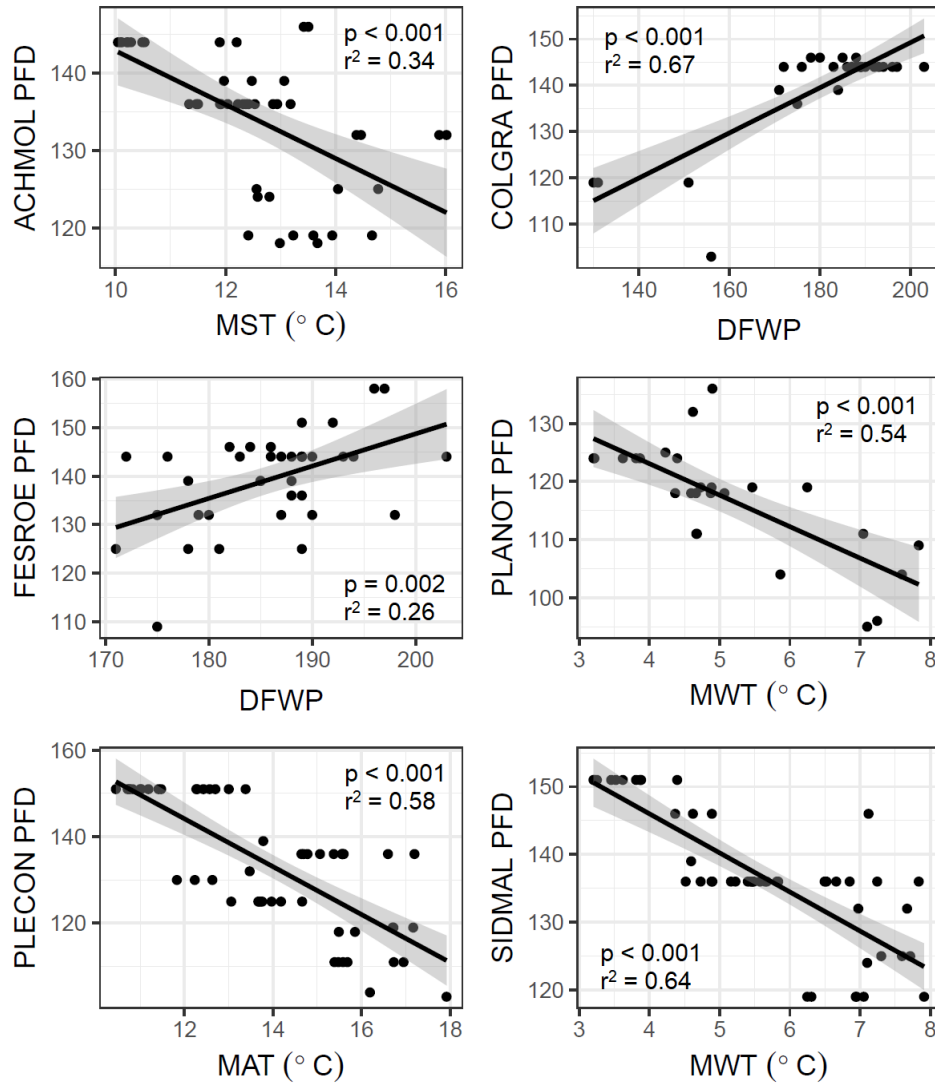 ACHMOL PFD
140
130
120
p < 0.001
r² = 0.34
10 12 14 16
MST (° C)
COLGRA PFD
150
140
130
120
110
p < 0.001
r² = 0.67
140 160 180 200
DFWP
FESROE PFD
160
150
140
130
120
110
p = 0.002
r² = 0.26
170 180 190 200
DFWP
PLANOT PFD
130
120
110
100
p < 0.001
r² = 0.54
3 4 5 6 7 8
MWT (° C)
PLECON PFD
160
140
120
p < 0.001
r² = 0.58
12 14 16 18
MAT (° C)
SIDMAL PFD
150
140
130
120
p < 0.001
r² = 0.64
3 4 5 6 7 8
MWT (° C)